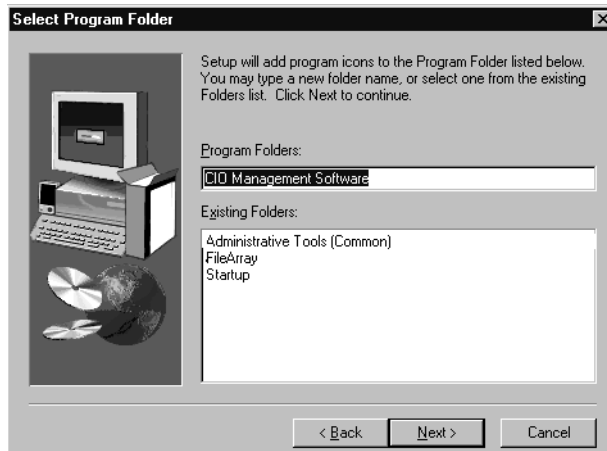 Select Program Folder
Setup will add program icons to the Program Folder listed below.
You may type a new folder name, or select one from the existing
Folders list. Click Next to continue.
Program Folders:
CIO Management Software
Existing Folders:
Administrative Tools (Common)
FileArray
Startup
< Back
Next >
Cancel